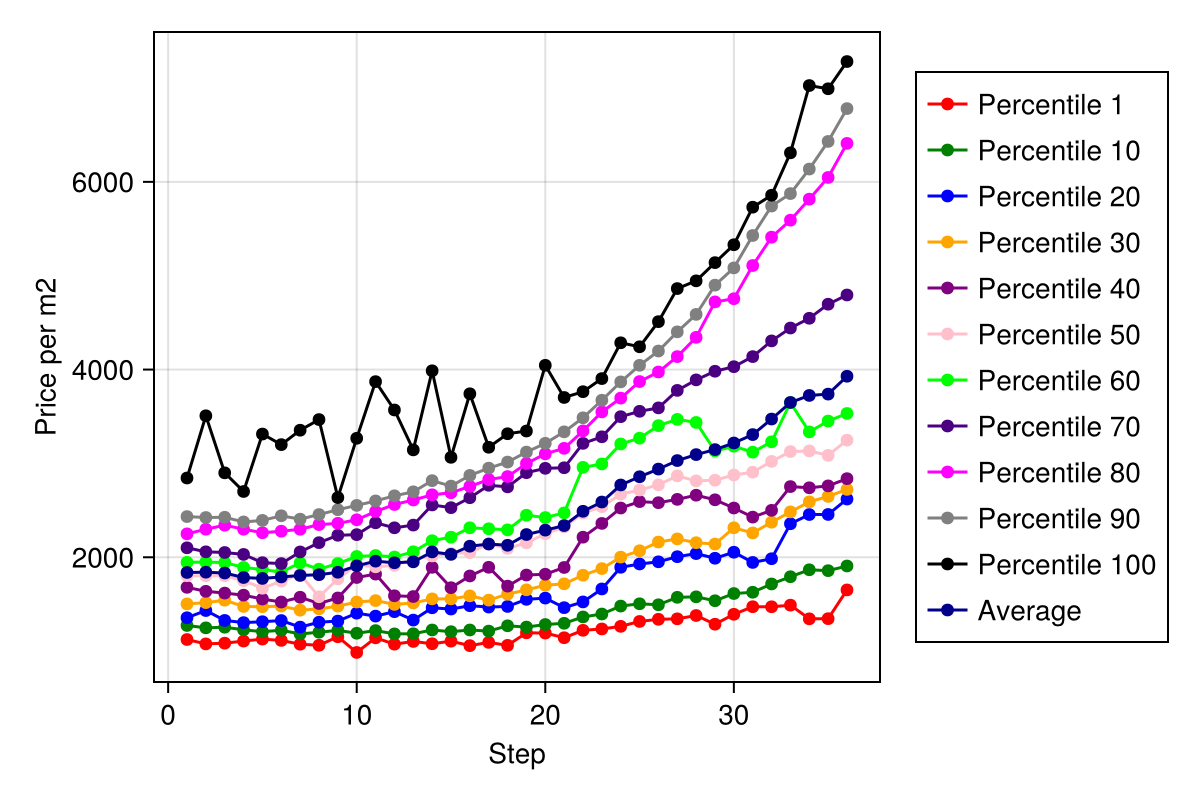 Price per m2
6000
4000
2000
0
10
20
30
Step
Percentile 1
Percentile 10
Percentile 20
Percentile 30
Percentile 40
Percentile 50
Percentile 60
Percentile 70
Percentile 80
Percentile 90
Percentile 100
Average